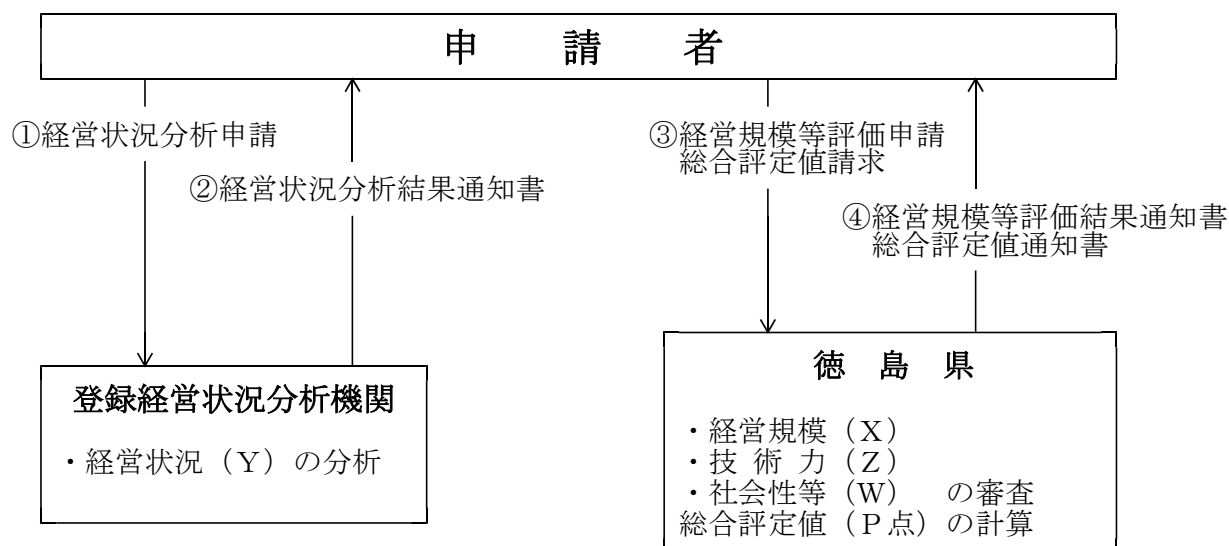 申　請　者
①経営状況分析申請
②経営状況分析結果通知書
③経営規模等評価申請
総合評定値請求
④経営規模等評価結果通知書
総合評定値通知書
登録経営状況分析機関
・経営状況（Ｙ）の分析
徳　島　県
・経営規模（Ｘ）
・技 術 力（Ｚ）
・社会性等（Ｗ）　の審査
総合評定値（Ｐ点）の計算